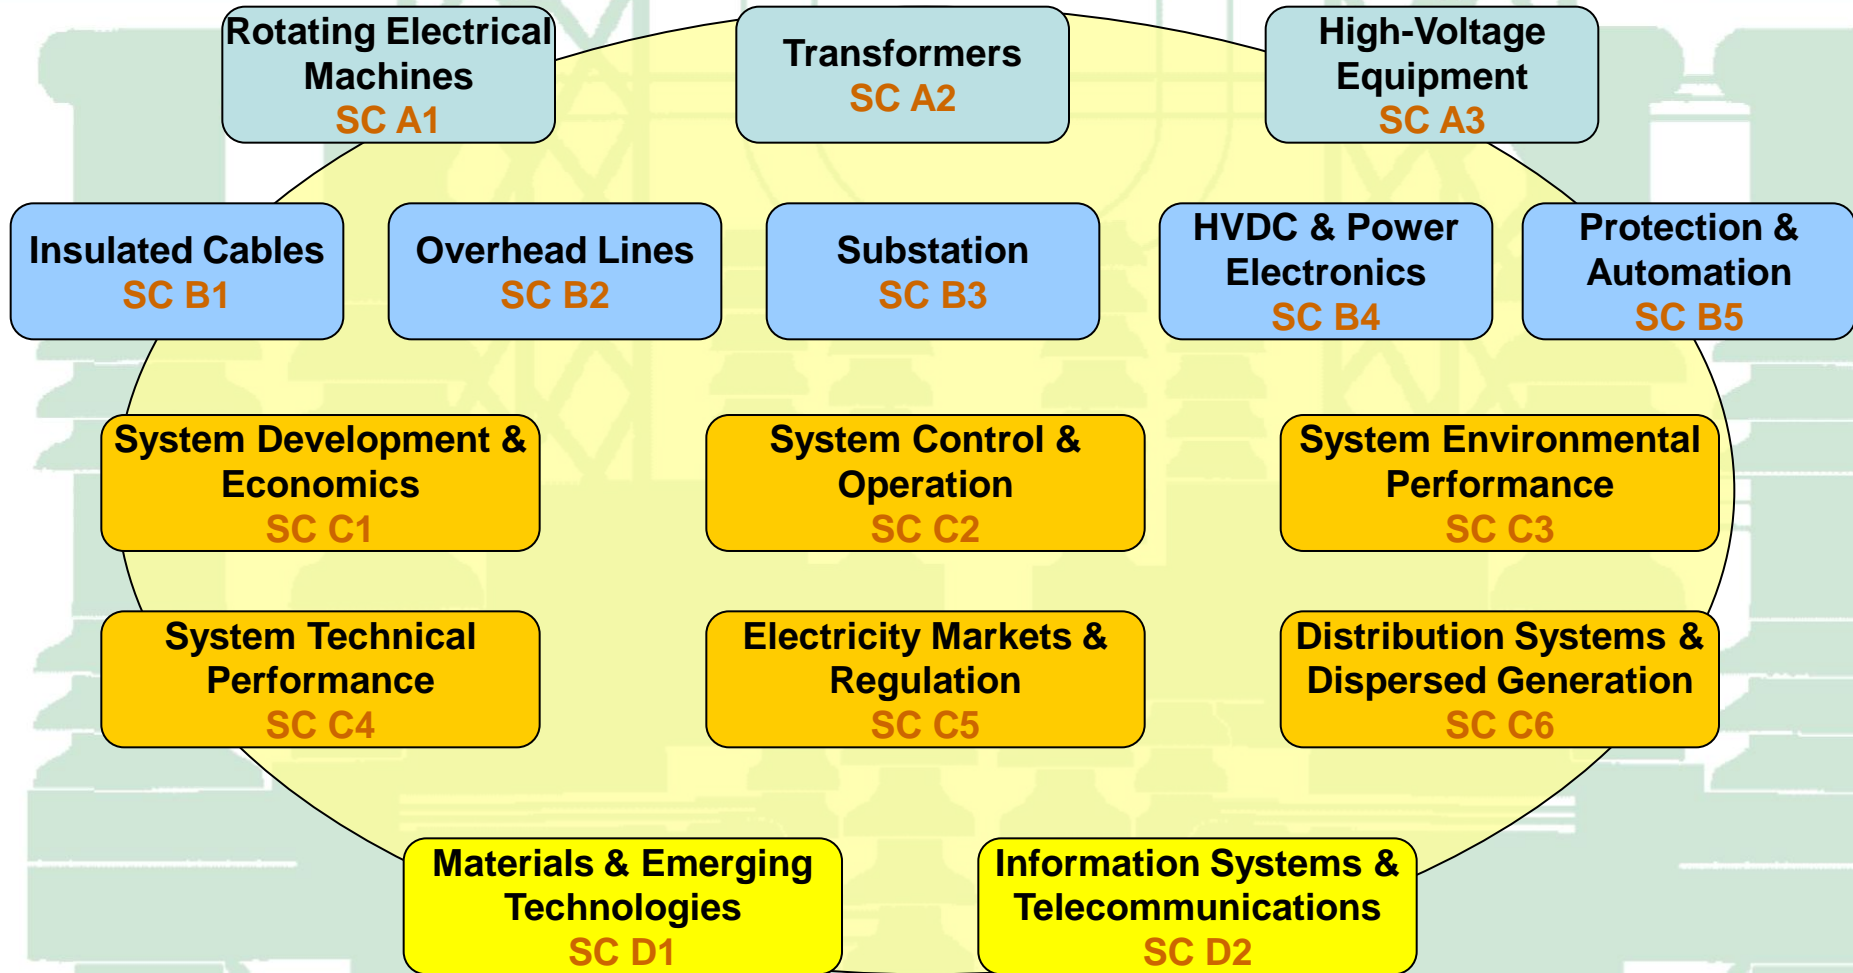 Rotating Electrical
Machines
SC A1
Transformers
SC A2
High-Voltage
Equipment
SC A3
Insulated Cables
SC B1
Overhead Lines
SC B2
Substation
SC B3
HVDC & Power
Electronics
SC B4
Protection &
Automation
SC B5
System Development &
Economics
SC C1
System Control &
Operation
SC C2
System Environmental
Performance
SC C3
System Technical
Performance
SC C4
Electricity Markets &
Regulation
SC C5
Distribution Systems &
Dispersed Generation
SC C6
Materials & Emerging
Technologies
SC D1
Information Systems &
Telecommunications
SC D2